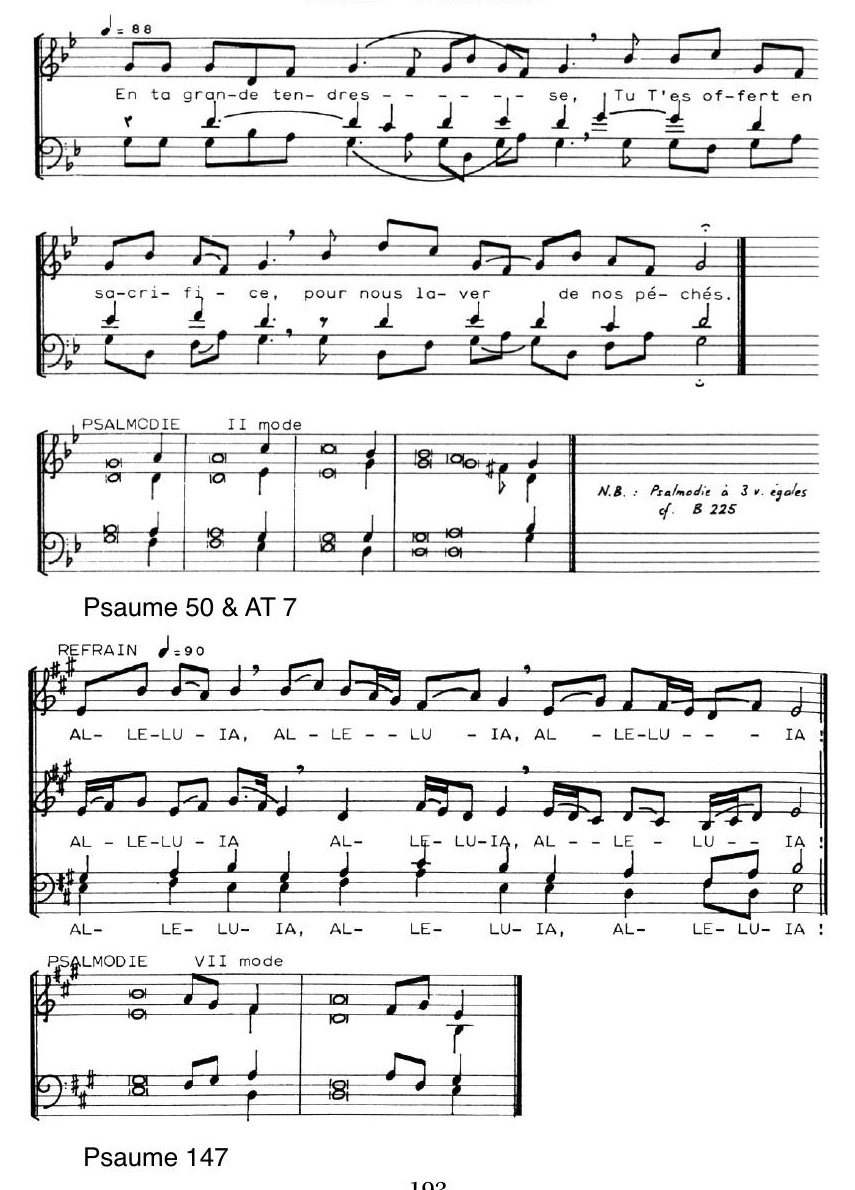 ♩ = 88
En ta gran-de ten- dres - - - - - - se, Tu T'es of-fert en
sa-cri- fi - ce, pour nous la- ver de nos pé- chés.
PSALMODIE II mode
N.B. : Psalmodie à 3 v. égales
cf. B 225
Psaume 50 & AT 7
REFRAIN ♩=90
AL- LE-LU - IA, AL - LE - - LU - IA, AL - LE-LU - - - IA !
AL - LE-LU - IA AL- LE- LU-IA, AL - - LE - LU - - IA !
AL- LE- LU- IA, AL- LE- LU- IA, AL- LE- LU- IA !
PSALMODIE VII mode
Psaume 147